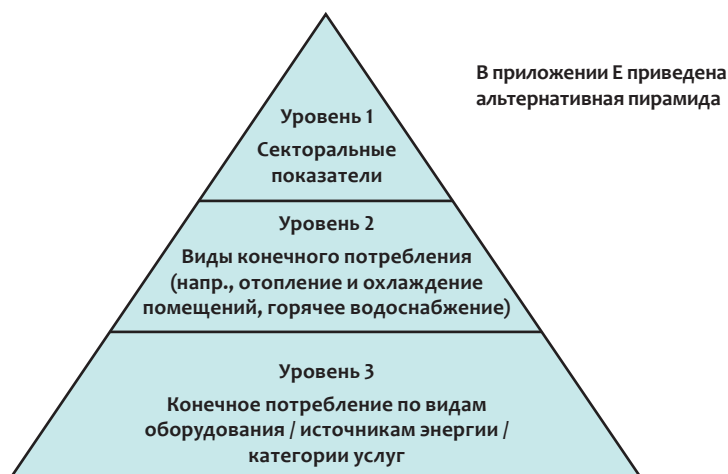 В приложении E приведена
альтернативная пирамида
Уровень 1
Секторальные
показатели
Уровень 2
Виды конечного потребления
(напр., отопление и охлаждение
помещений, горячее водоснабжение)
Уровень 3
Конечное потребление по видам
оборудования / источникам энергии /
категории услуг